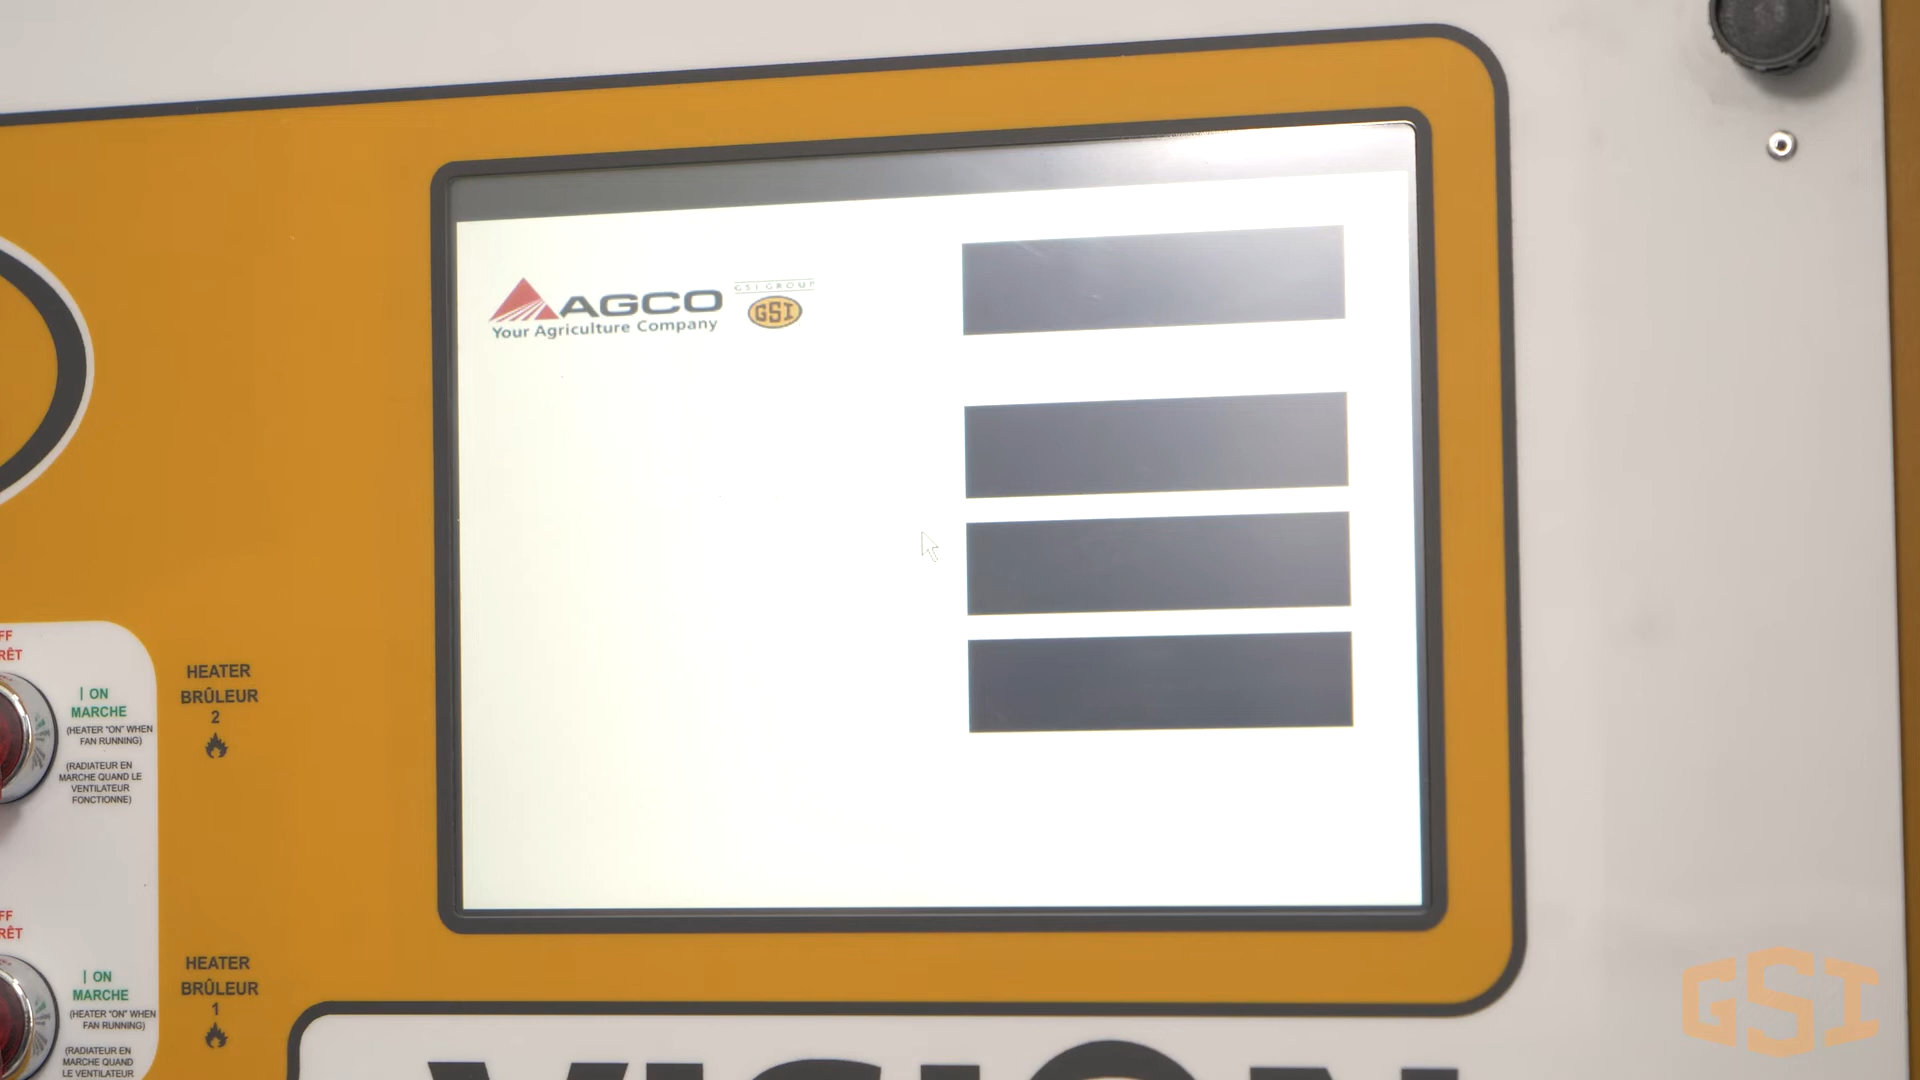 AGCO
Your Agriculture Company
GSI GROUP
GSI
FF
RÊT
| ON
MARCHE
(HEATER "ON" WHEN
FAN RUNNING)
(RADIATEUR EN
MARCHE QUAND LE
VENTILATEUR
FONCTIONNE)
HEATER
BRÛLEUR
2
FF
RÊT
| ON
MARCHE
(HEATER "ON" WHEN
FAN RUNNING)
(RADIATEUR EN
MARCHE QUAND
LE VENTILATEUR
HEATER
BRÛLEUR
1
VISION
GSI